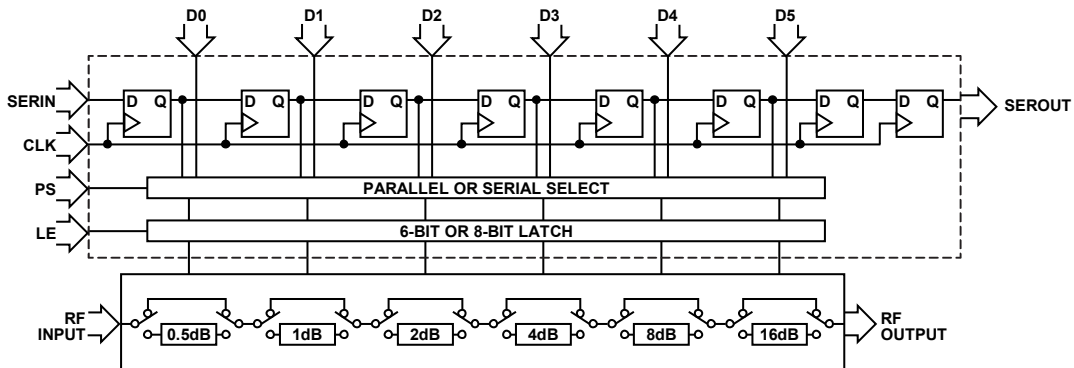 D0 D1 D2 D3 D4 D5
SERIN D Q D Q D Q D Q D Q D Q D Q D Q SEROUT
CLK
PS PARALLEL OR SERIAL SELECT
LE 6-BIT OR 8-BIT LATCH
RF INPUT 0.5dB 1dB 2dB 4dB 8dB 16dB RF OUTPUT